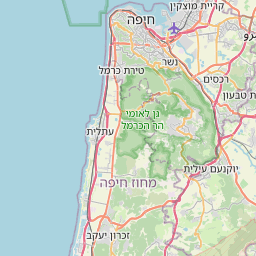 קריית מוצקין
חיפה
נשר
רכסים
טירת כרמל
טבעון
גן לאומי
הר הכרמל
עתלית
יוקנעם עילית
מחוז חיפה
זכרון יעקב